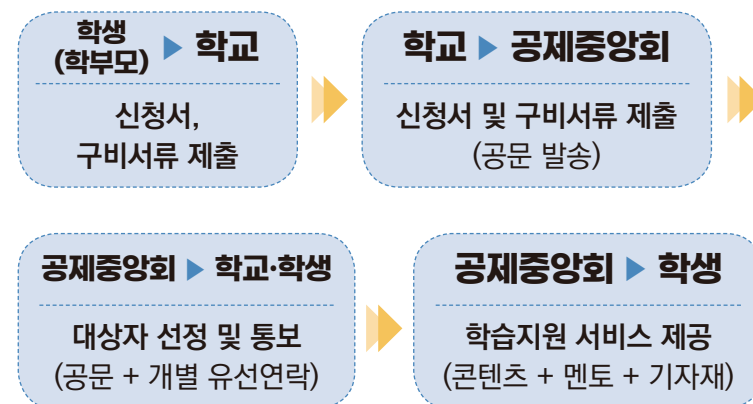 학생
(학부모) ▶ 학교
신청서,
구비서류 제출
학교 ▶ 공제중앙회
신청서 및 구비서류 제출
(공문 발송)
공제중앙회 ▶ 학교·학생
대상자 선정 및 통보
(공문 + 개별 유선연락)
공제중앙회 ▶ 학생
학습지원 서비스 제공
(콘텐츠 + 멘토 + 기자재)